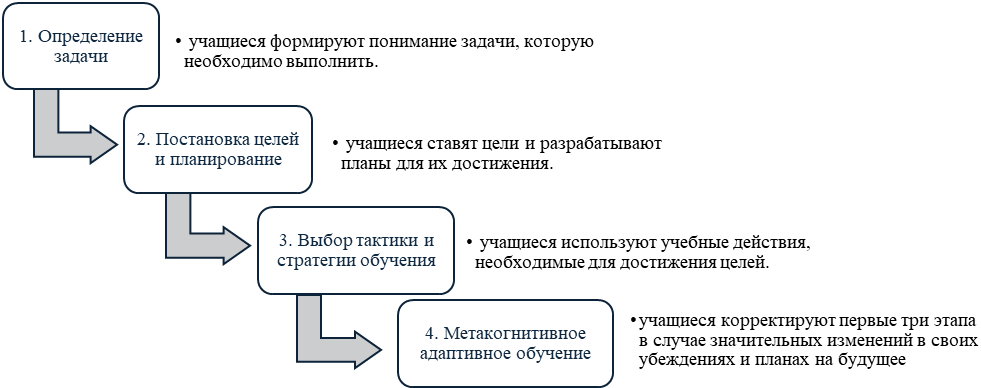 1. Определение
задачи
• учащиеся формируют понимание задачи, которую
необходимо выполнить.
2. Постановка целей
и планирование
• учащиеся ставят цели и разрабатывают
планы для их достижения.
3. Выбор тактики и
стратегии обучения
• учащиеся используют учебные действия,
необходимые для достижения целей.
4. Метакогнитивное
адаптивное обучение
• учащиеся корректируют первые три этапа
в случае значительных изменений в своих
убеждениях и планах на будущее